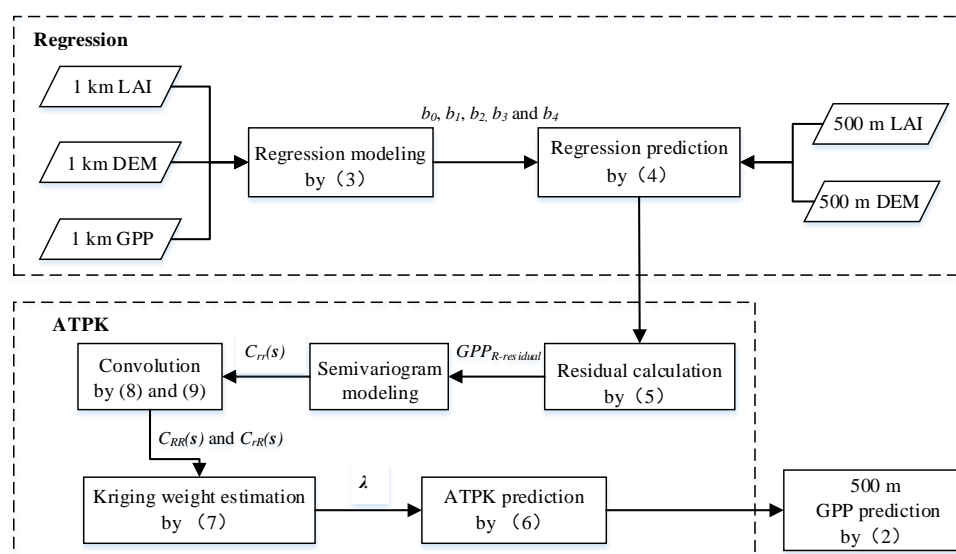 Regression
1 km LAI
1 km DEM
1 km GPP
Regression modeling
by（3）
b0, b1, b2, b3 and b4
Regression prediction
by（4）
500 m LAI
500 m DEM
ATPK
Convolution
by (8) and (9)
Crr(s)
Semivariogram
modeling
GPPR-residual
Residual calculation
by（5）
CRR(s) and CrR(s)
Kriging weight estimation
by（7）
λ
ATPK prediction
by（6）
500 m
GPP prediction
by（2）